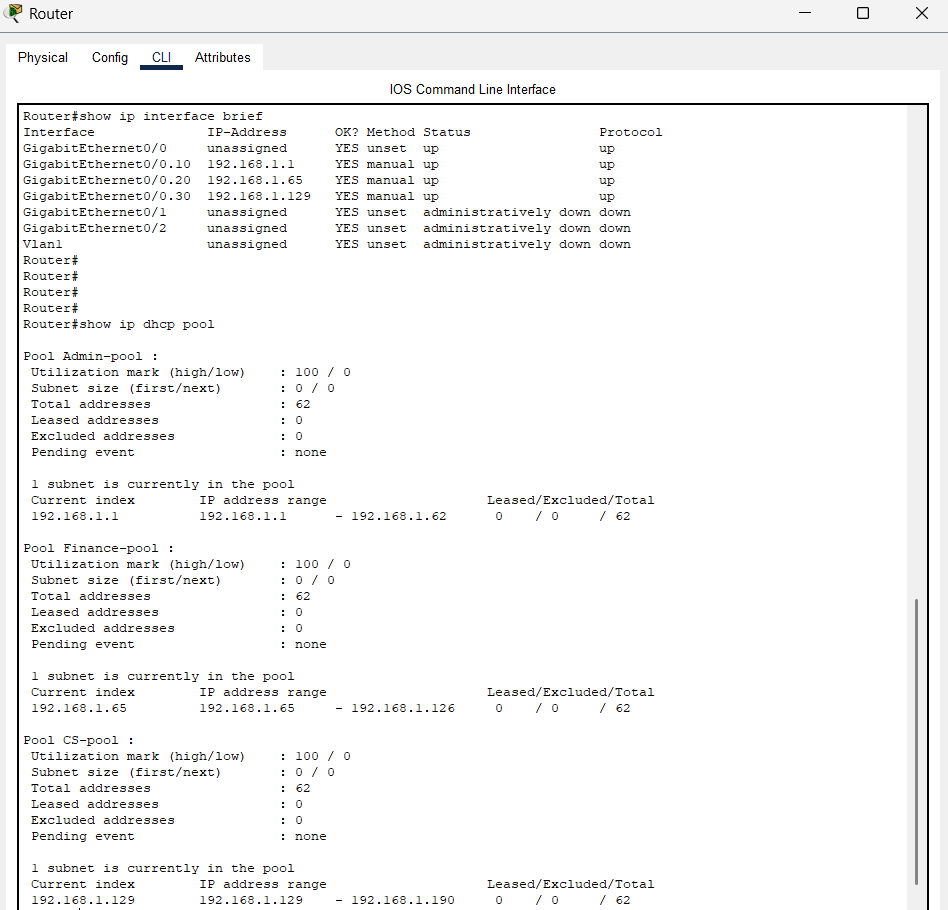 Router
Physical Config CLI Attributes
IOS Command Line Interface
Router#show ip interface brief
Interface IP-Address OK? Method Status Protocol
GigabitEthernet0/0 unassigned YES unset up up
GigabitEthernet0/0.10 192.168.1.1 YES manual up up
GigabitEthernet0/0.20 192.168.1.65 YES manual up up
GigabitEthernet0/0.30 192.168.1.129 YES manual up up
GigabitEthernet0/1 unassigned YES unset administratively down down
GigabitEthernet0/2 unassigned YES unset administratively down down
Vlan1 unassigned YES unset administratively down down
Router#
Router#
Router#
Router#
Router#show ip dhcp pool
Pool Admin-pool :
Utilization mark (high/low) : 100 / 0
Subnet size (first/next) : 0 / 0
Total addresses : 62
Leased addresses : 0
Excluded addresses : 0
Pending event : none
1 subnet is currently in the pool
Current index IP address range Leased/Excluded/Total
192.168.1.1 192.168.1.1 - 192.168.1.62 0 / 0 / 62
Pool Finance-pool :
Utilization mark (high/low) : 100 / 0
Subnet size (first/next) : 0 / 0
Total addresses : 62
Leased addresses : 0
Excluded addresses : 0
Pending event : none
1 subnet is currently in the pool
Current index IP address range Leased/Excluded/Total
192.168.1.65 192.168.1.65 - 192.168.1.126 0 / 0 / 62
Pool CS-pool :
Utilization mark (high/low) : 100 / 0
Subnet size (first/next) : 0 / 0
Total addresses : 62
Leased addresses : 0
Excluded addresses : 0
Pending event : none
1 subnet is currently in the pool
Current index IP address range Leased/Excluded/Total
192.168.1.129 192.168.1.129 - 192.168.1.190 0 / 0 / 62